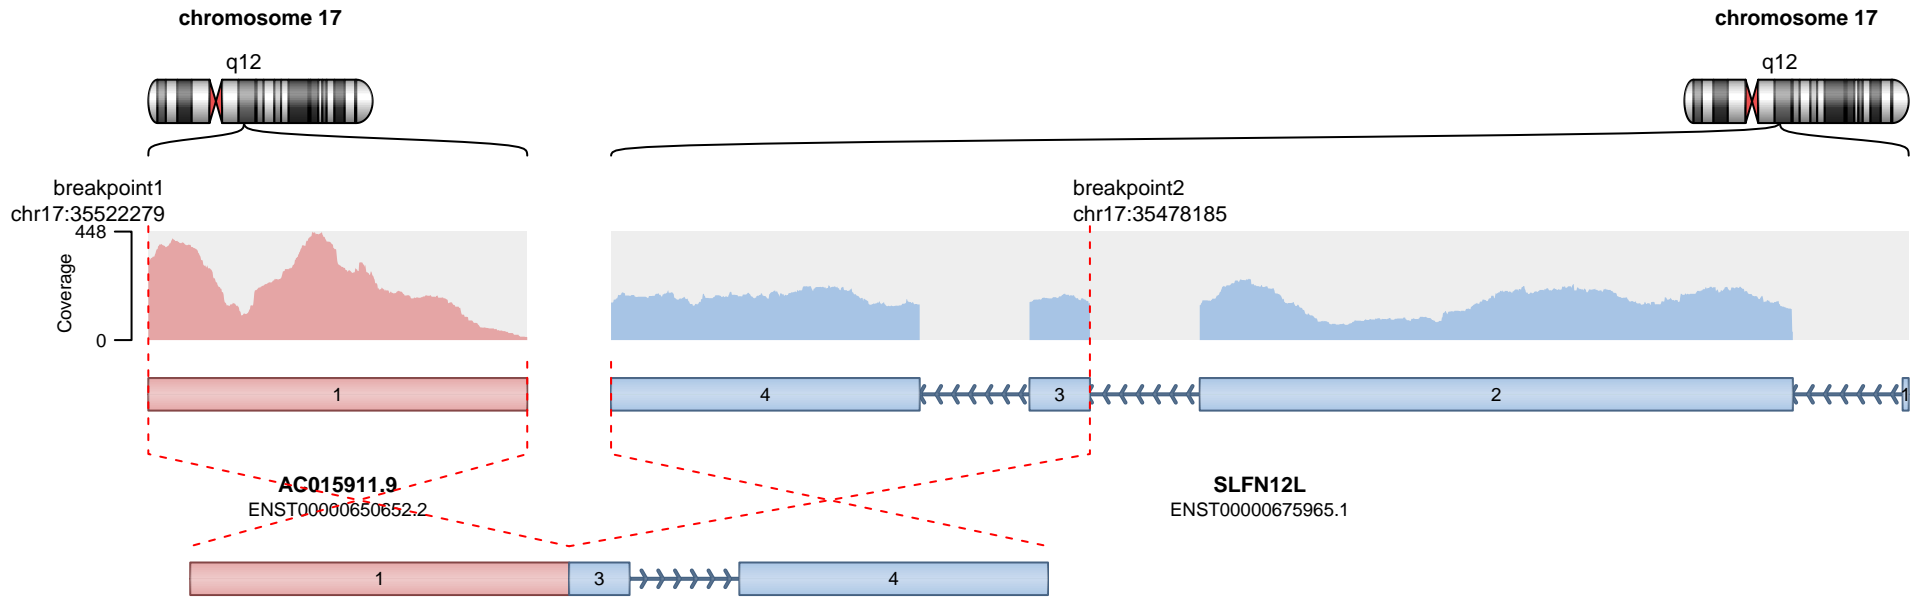 chromosome 17
chromosome 17
q12
q12
breakpoint1
chr17:35522279
breakpoint2
chr17:35478185
448
Coverage
0
1
4
3
2
1
AC015911.9
ENST00000650652.2
SLFN12L
ENST00000675965.1
1
3
4